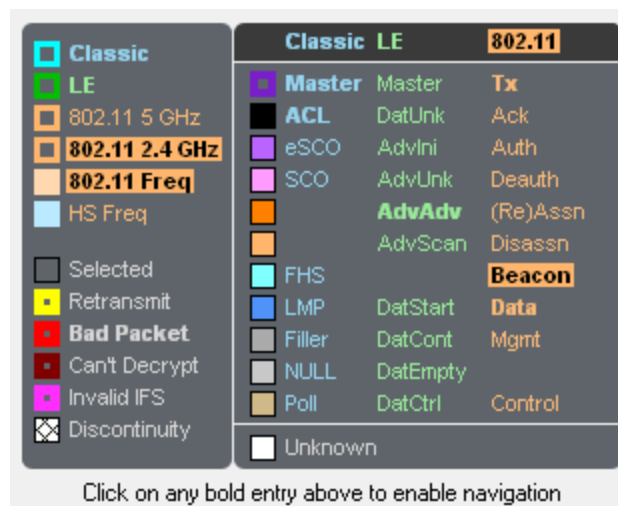 Classic
LE
802.11 5 GHz
802.11 2.4 GHz
802.11 Freq
HS Freq
Selected
Retransmit
Bad Packet
Can't Decrypt
Invalid IFS
Discontinuity
Classic LE 802.11
Master Master Tx
ACL DatUnk Ack
eSCO AdvIni Auth
SCO AdvUnk Deauth
AdvAdv (Re)Assn
AdvScan Disassn
FHS Beacon
LMP DatStart Data
Filler DatCont Mgmt
NULL DatEmpty
Poll DatCtrl Control
Unknown
Click on any bold entry above to enable navigation